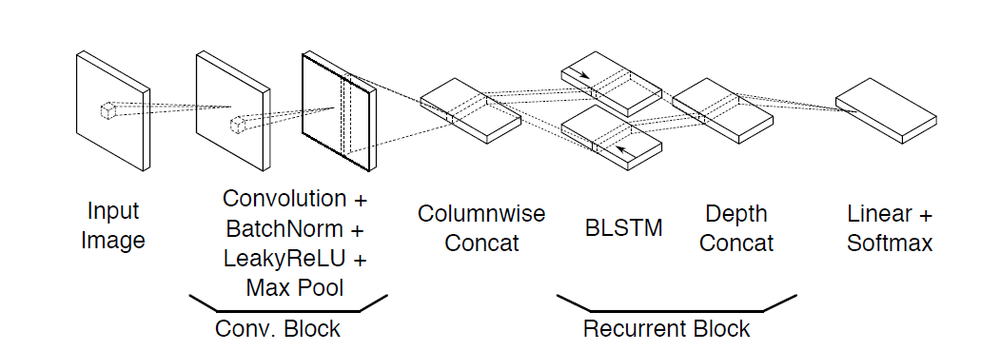 Input
Image
Convolution +
BatchNorm +
LeakyReLU +
Max Pool
Columnwise
Concat
BLSTM
Depth
Concat
Linear +
Softmax
Conv. Block
Recurrent Block